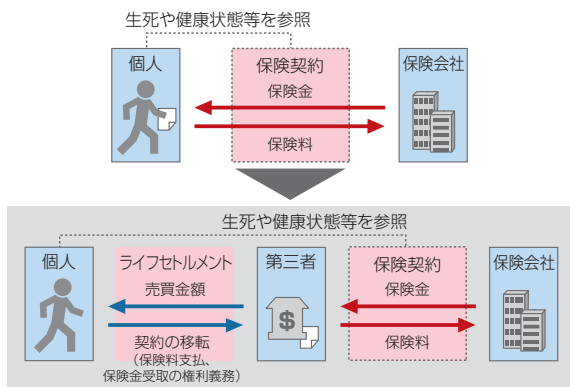 生死や健康状態等を参照
個人
保険契約
保険会社
保険金
保険料
生死や健康状態等を参照
個人
ライフセトルメント
第三者
保険契約
保険会社
売買金額
保険金
$
契約の移転
(保険料支払、
保険金受取の権利義務)
保険料